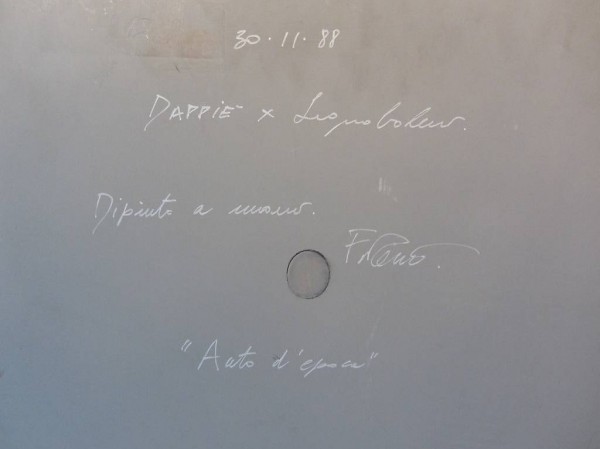 30·11·88
DAPPIE' x
Dipinto a mano.
"Auto d'epoca"